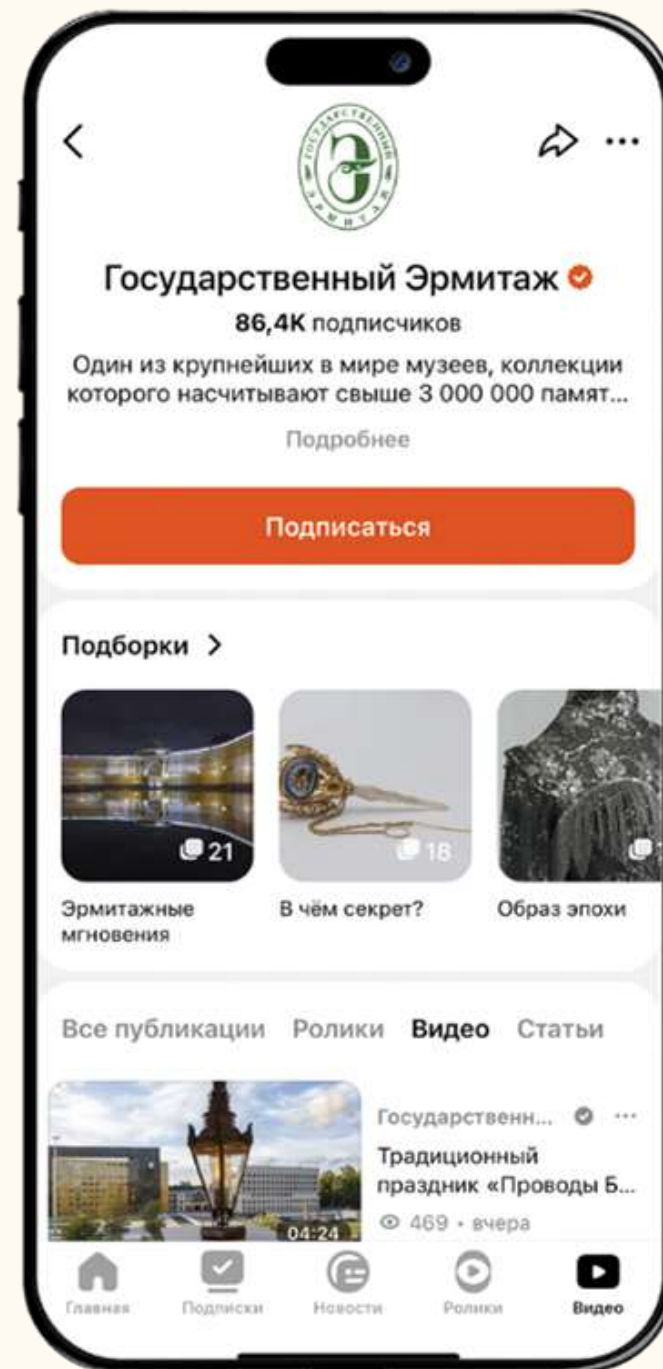 ГОСУДАРСТВЕННЫЙ
Э
ЭРМИТАЖ
Государственный Эрмитаж
86,4K подписчиков
Один из крупнейших в мире музеев, коллекции
которого насчитывают свыше 3 000 000 памят...
Подробнее
Подписаться
Подборки
21
18
Эрмитажные
мгновения
В чём секрет?
Образ эпохи
Все публикации Ролики Видео Статьи
Государственн...
Традиционный
праздник «Проводы Б...
469 • вчера
04:24
Главная Подписки Новости Ролики Видео